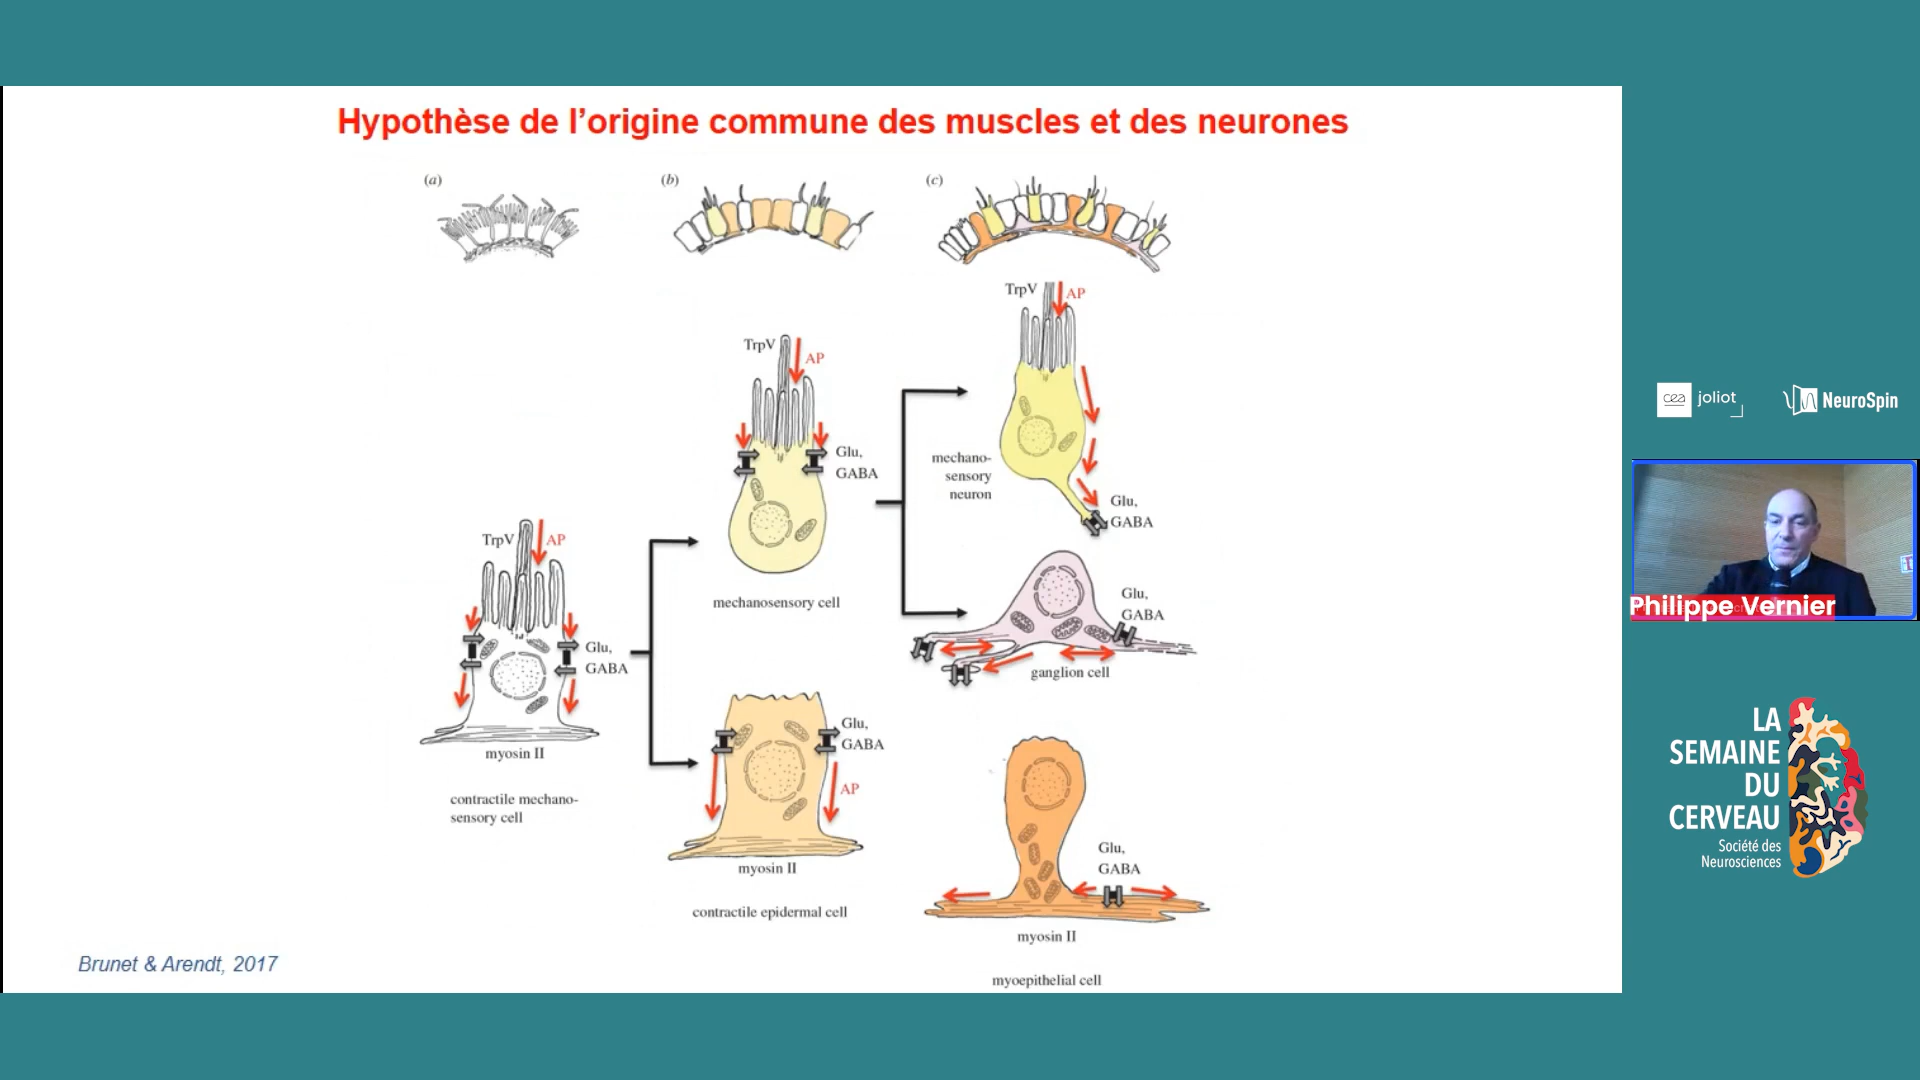 Hypothèse de l'origine commune des muscles et des neurones
(a)
(b)
(c)
TrpV
AP
Glu,
GABA
myosin II
contractile mechano-
sensory cell
TrpV
AP
Glu,
GABA
mechanosensory cell
Glu,
GABA
AP
myosin II
contractile epidermal cell
TrpV
AP
mechano-
sensory
neuron
Glu,
GABA
Glu,
GABA
ganglion cell
Glu,
GABA
myosin II
myoepithelial cell
Brunet & Arendt, 2017
cea joliot
NeuroSpin
Philippe Vernier
LA
SEMAINE
DU
CERVEAU
Société des
Neurosciences